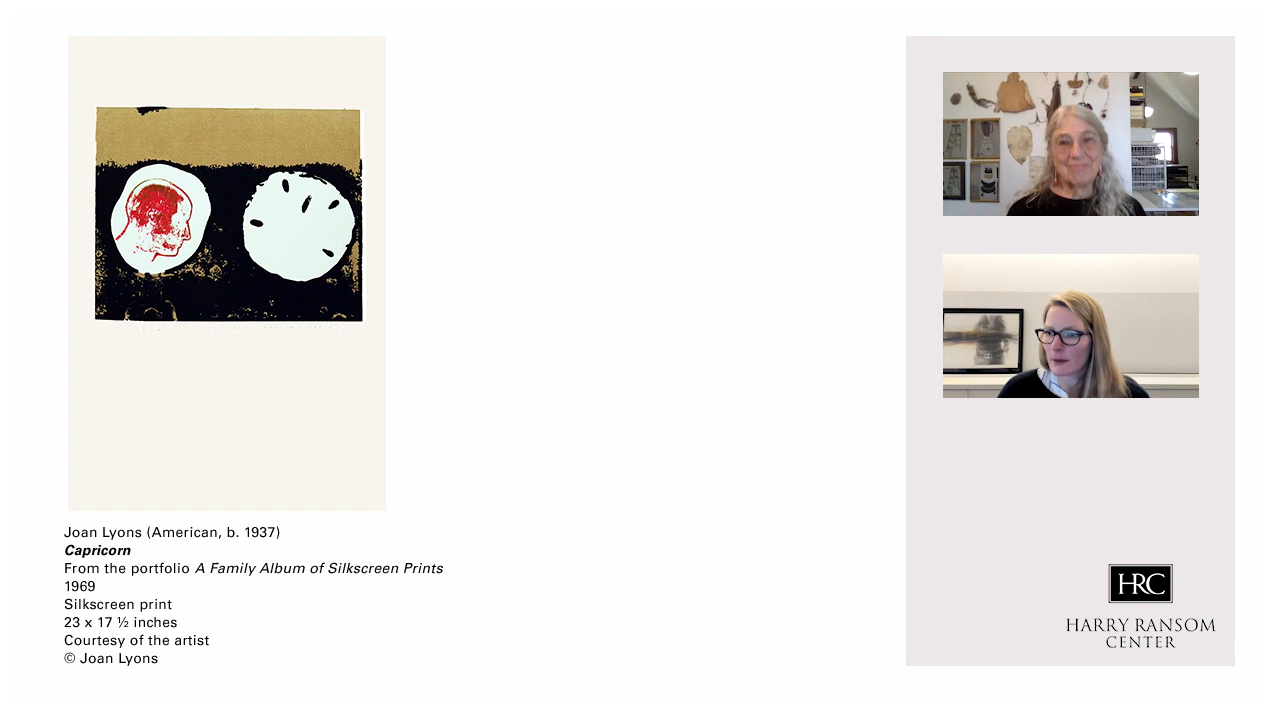 Joan Lyons (American, b. 1937)
Capricorn
From the portfolio A Family Album of Silkscreen Prints
1969
Silkscreen print
23 x 17 ½ inches
Courtesy of the artist
© Joan Lyons
HRC
HARRY RANSOM
CENTER